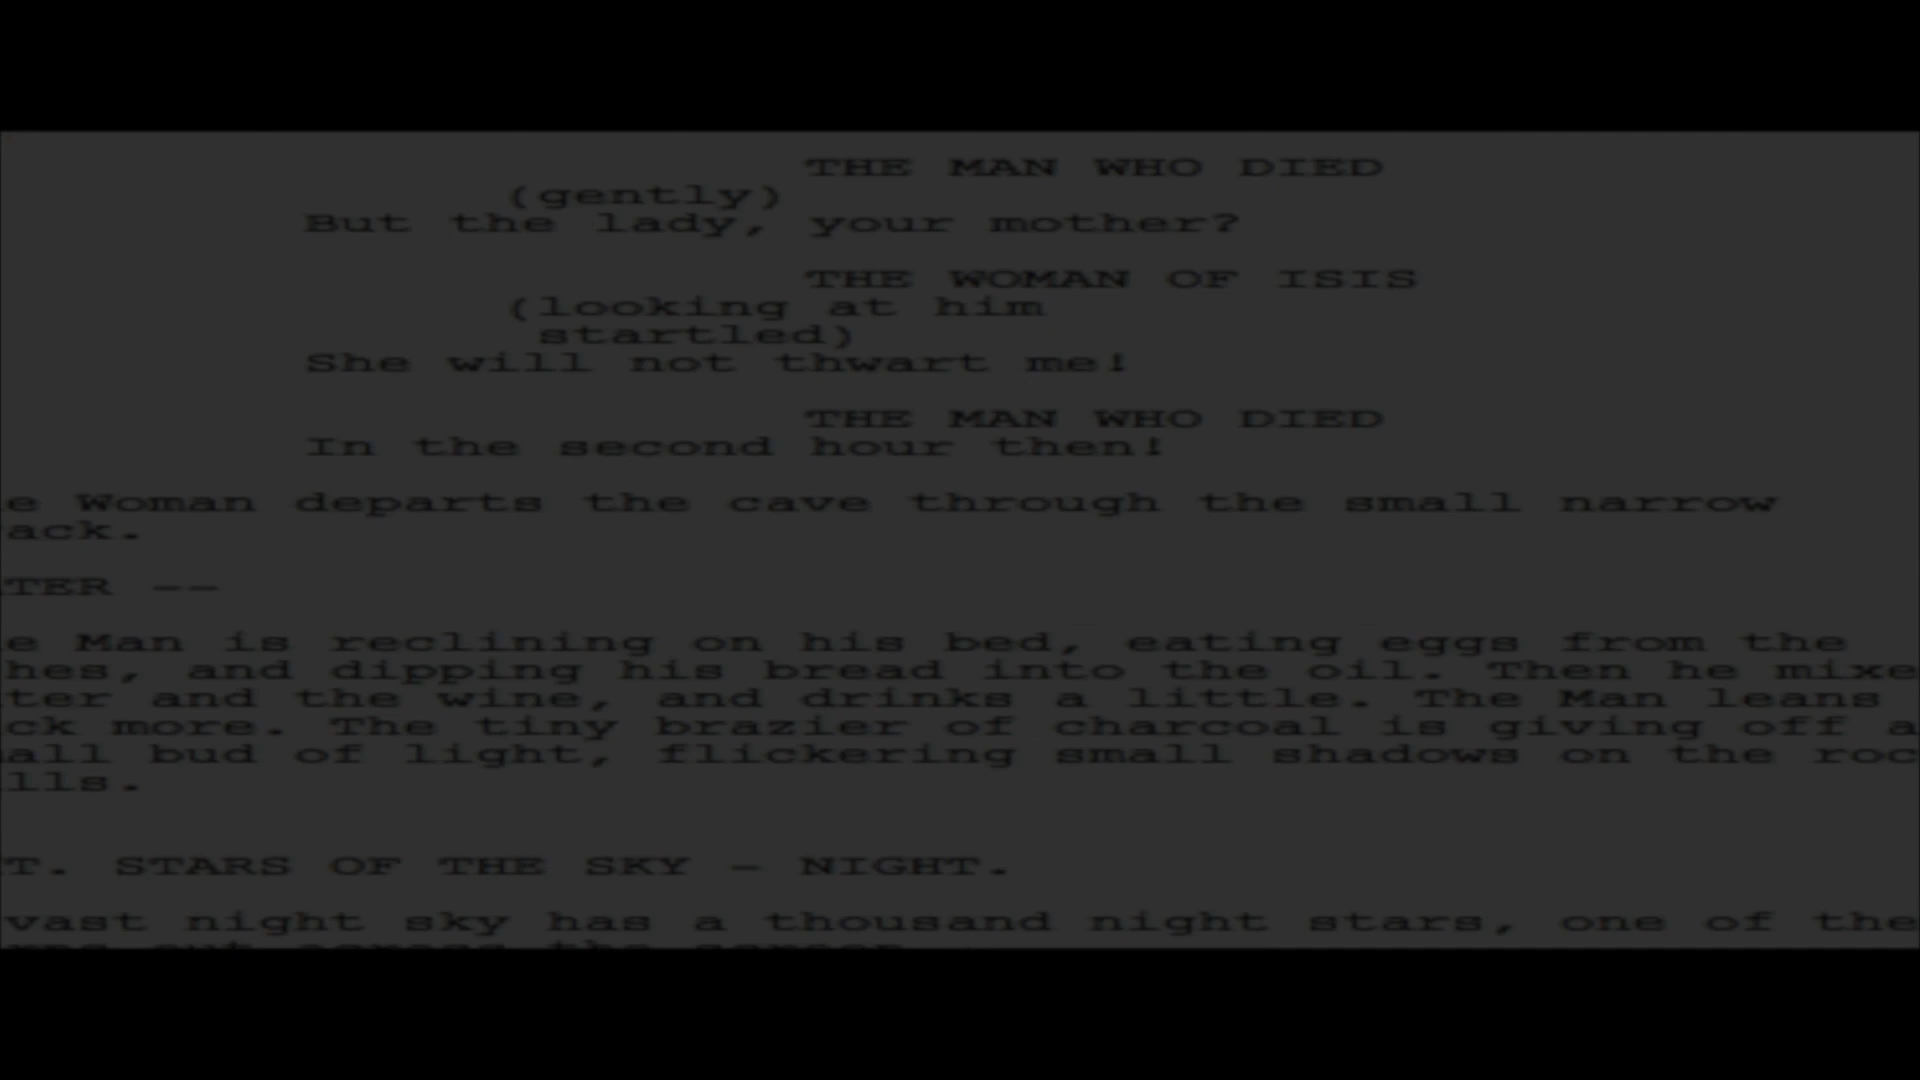 THE MAN WHO DIED
(gently)
But the lady, your mother?
THE WOMAN OF ISIS
(looking at him
startled)
She will not thwart me!
THE MAN WHO DIED
In the second hour then!
e Woman departs the cave through the small narrow
ack.
TER --
e Man is reclining on his bed, eating eggs from the
hes, and dipping his bread into the oil. Then he mixe
ter and the wine, and drinks a little. The Man leans
ck more. The tiny brazier of charcoal is giving off a
all bud of light, flickering small shadows on the roc
lls.
T. STARS OF THE SKY - NIGHT.
vast night sky has a thousand night stars, one of the
out across the screen